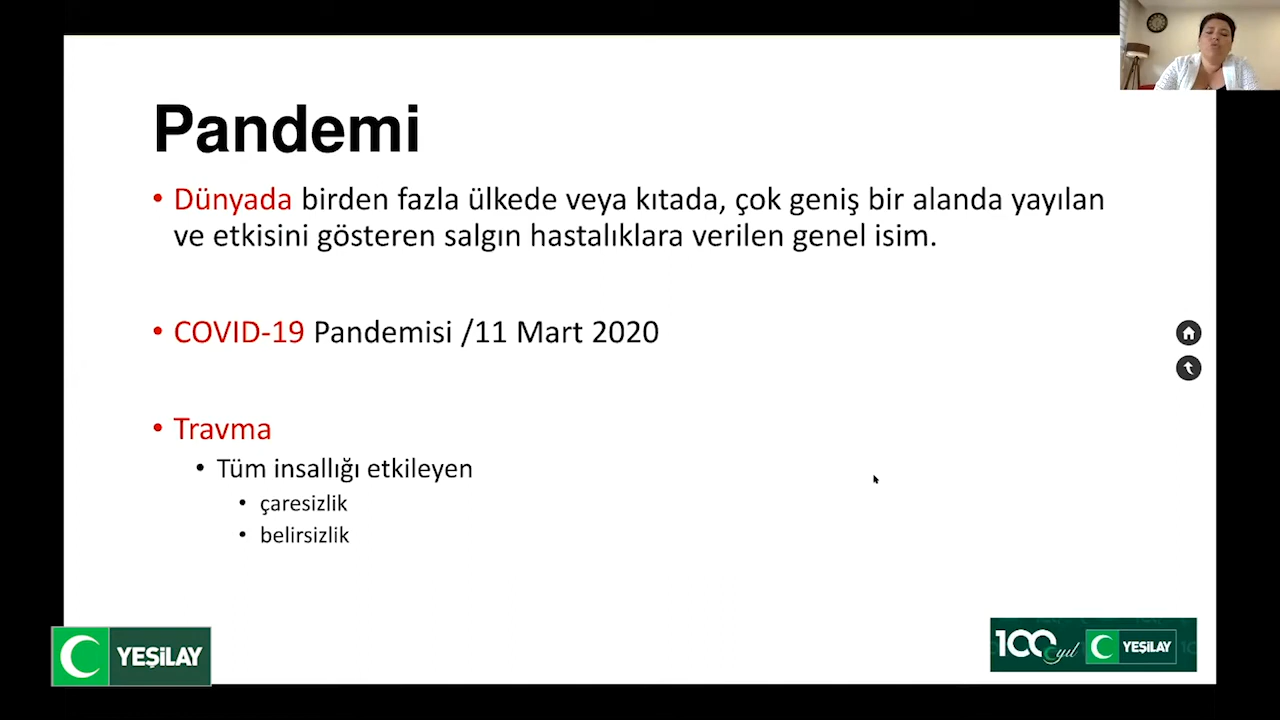 Pandemi
• Dünyada birden fazla ülkede veya kıtada, çok geniş bir alanda yayılan
ve etkisini gösteren salgın hastalıklara verilen genel isim.
• COVID-19 Pandemisi /11 Mart 2020
• Travma
• Tüm insallığı etkileyen
• çaresizlik
• belirsizlik
YEŞİLAY
100 yıl YEŞİLAY